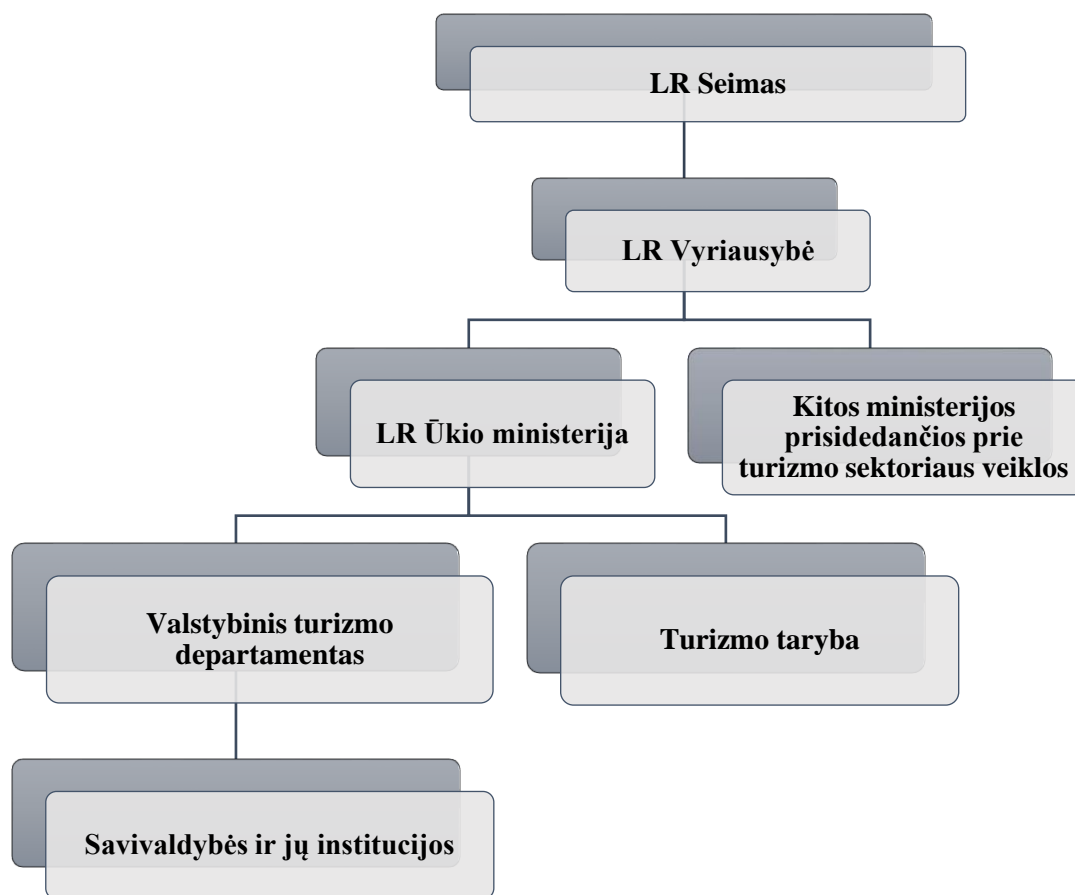 LR Seimas
LR Vyriausybė
LR Ūkio ministerija
Kitos ministerijos
prisidedančios prie
turizmo sektoriaus veiklos
Valstybinis turizmo
departamentas
Turizmo taryba
Savivaldybės ir jų institucijos